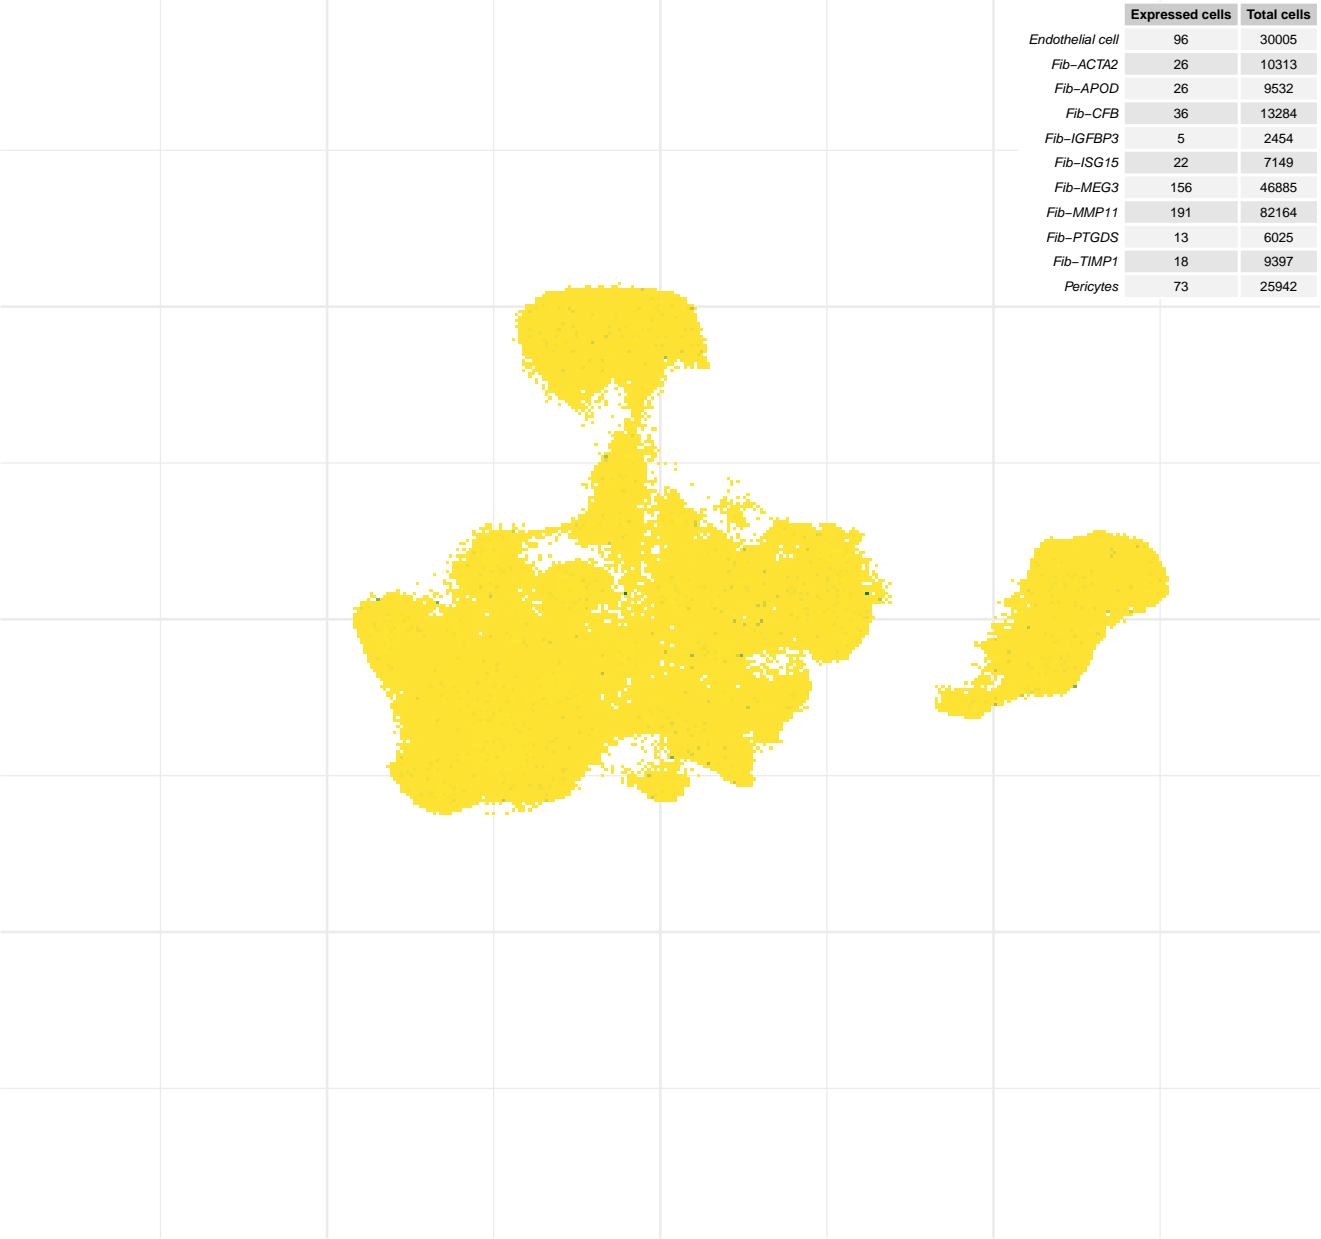 Expressed cells Total cells
Endothelial cell 96 30005
Fib−ACTA2 26 10313
Fib−APOD 26 9532
Fib−CFB 36 13284
Fib−IGFBP3 5 2454
Fib−ISG15 22 7149
Fib−MEG3 156 46885
Fib−MMP11 191 82164
Fib−PTGDS 13 6025
Fib−TIMP1 18 9397
Pericytes 73 25942